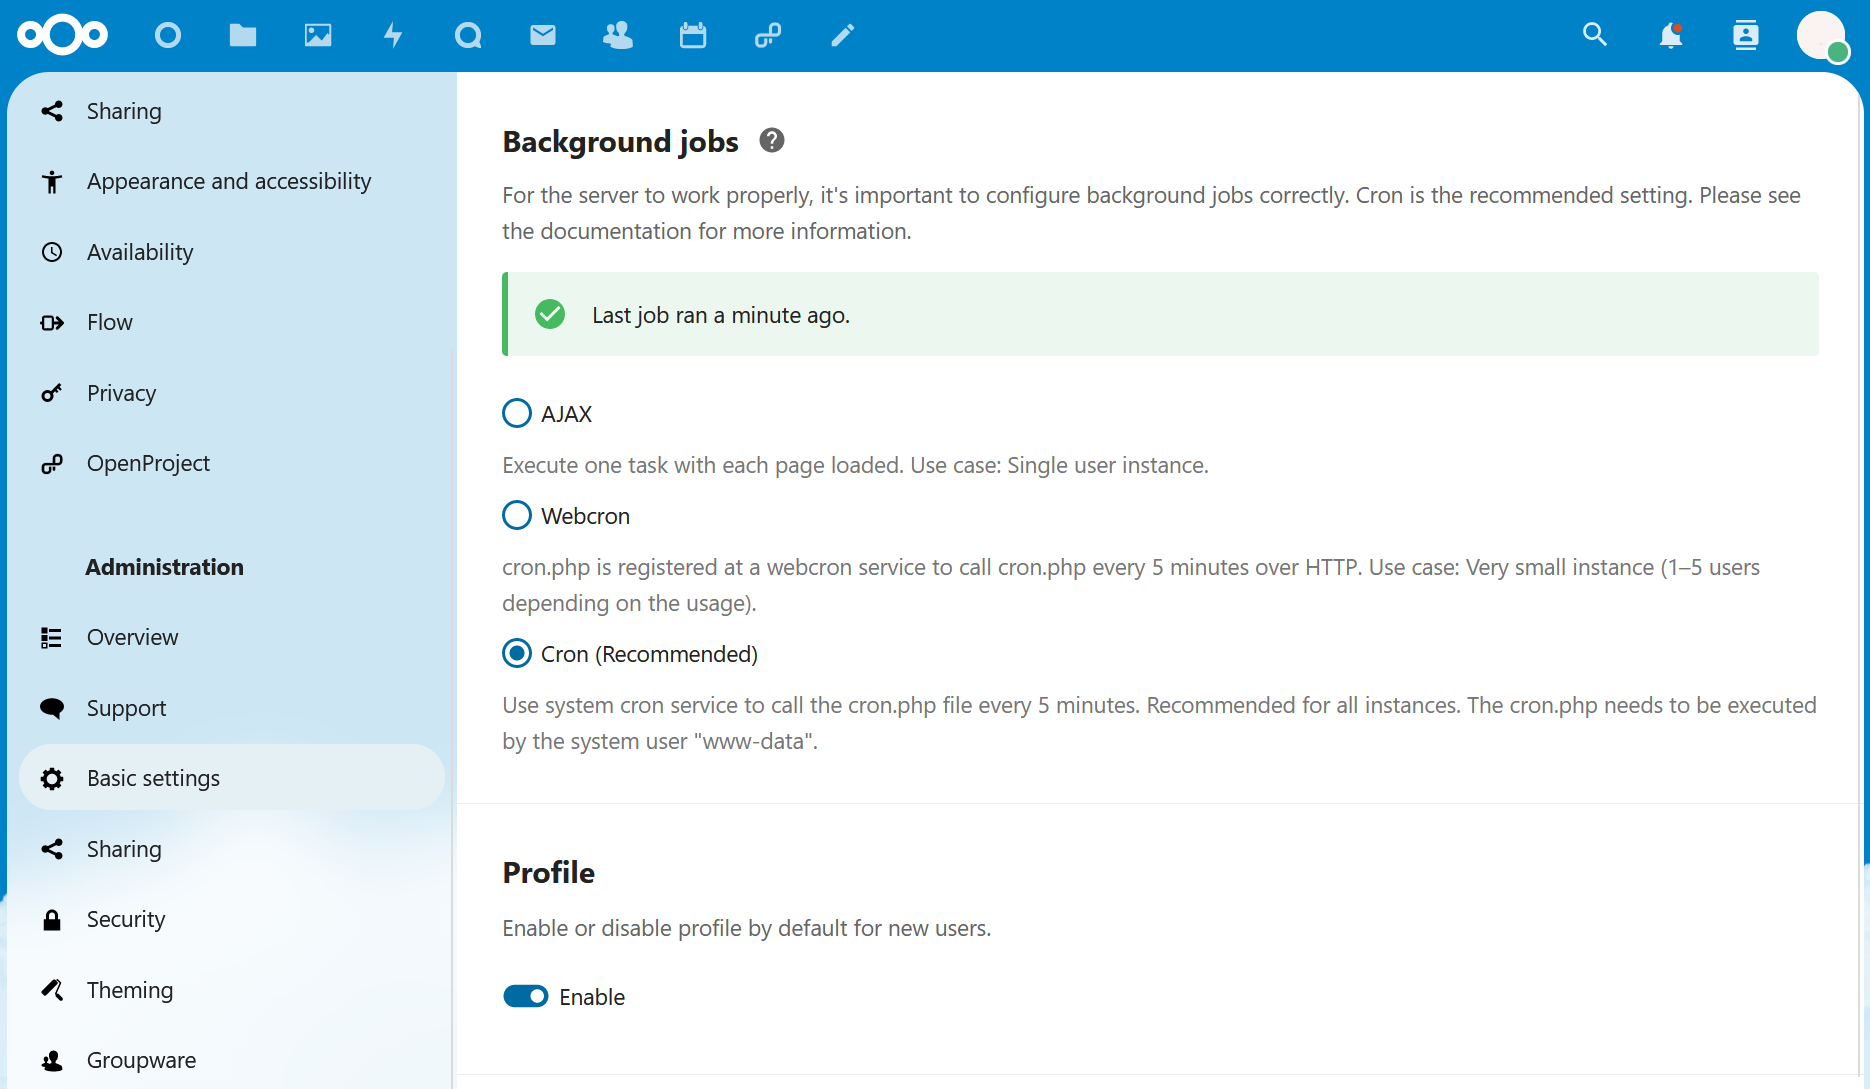 Sharing
Appearance and accessibility
Availability
Flow
Privacy
OpenProject
Administration
Overview
Support
Basic settings
Sharing
Security
Theming
Groupware
Background jobs
For the server to work properly, it's important to configure background jobs correctly. Cron is the recommended setting. Please see
the documentation for more information.
Last job ran a minute ago.
AJAX
Execute one task with each page loaded. Use case: Single user instance.
Webcron
cron.php is registered at a webcron service to call cron.php every 5 minutes over HTTP. Use case: Very small instance (1–5 users
depending on the usage).
Cron (Recommended)
Use system cron service to call the cron.php file every 5 minutes. Recommended for all instances. The cron.php needs to be executed
by the system user "www-data".
Profile
Enable or disable profile by default for new users.
Enable